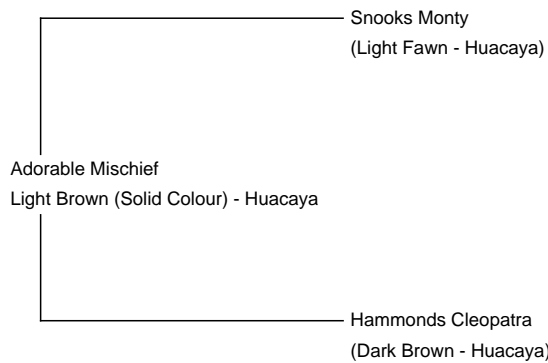 Snooks Monty
(Light Fawn - Huacaya)
Adorable Mischief
Light Brown (Solid Colour) - Huacaya
Hammonds Cleopatra
(Dark Brown - Huacaya)